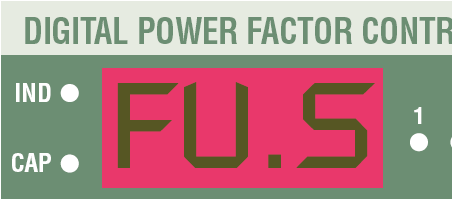 DIGITAL POWER FACTOR CONTR
IND
FU.S
1
CAP